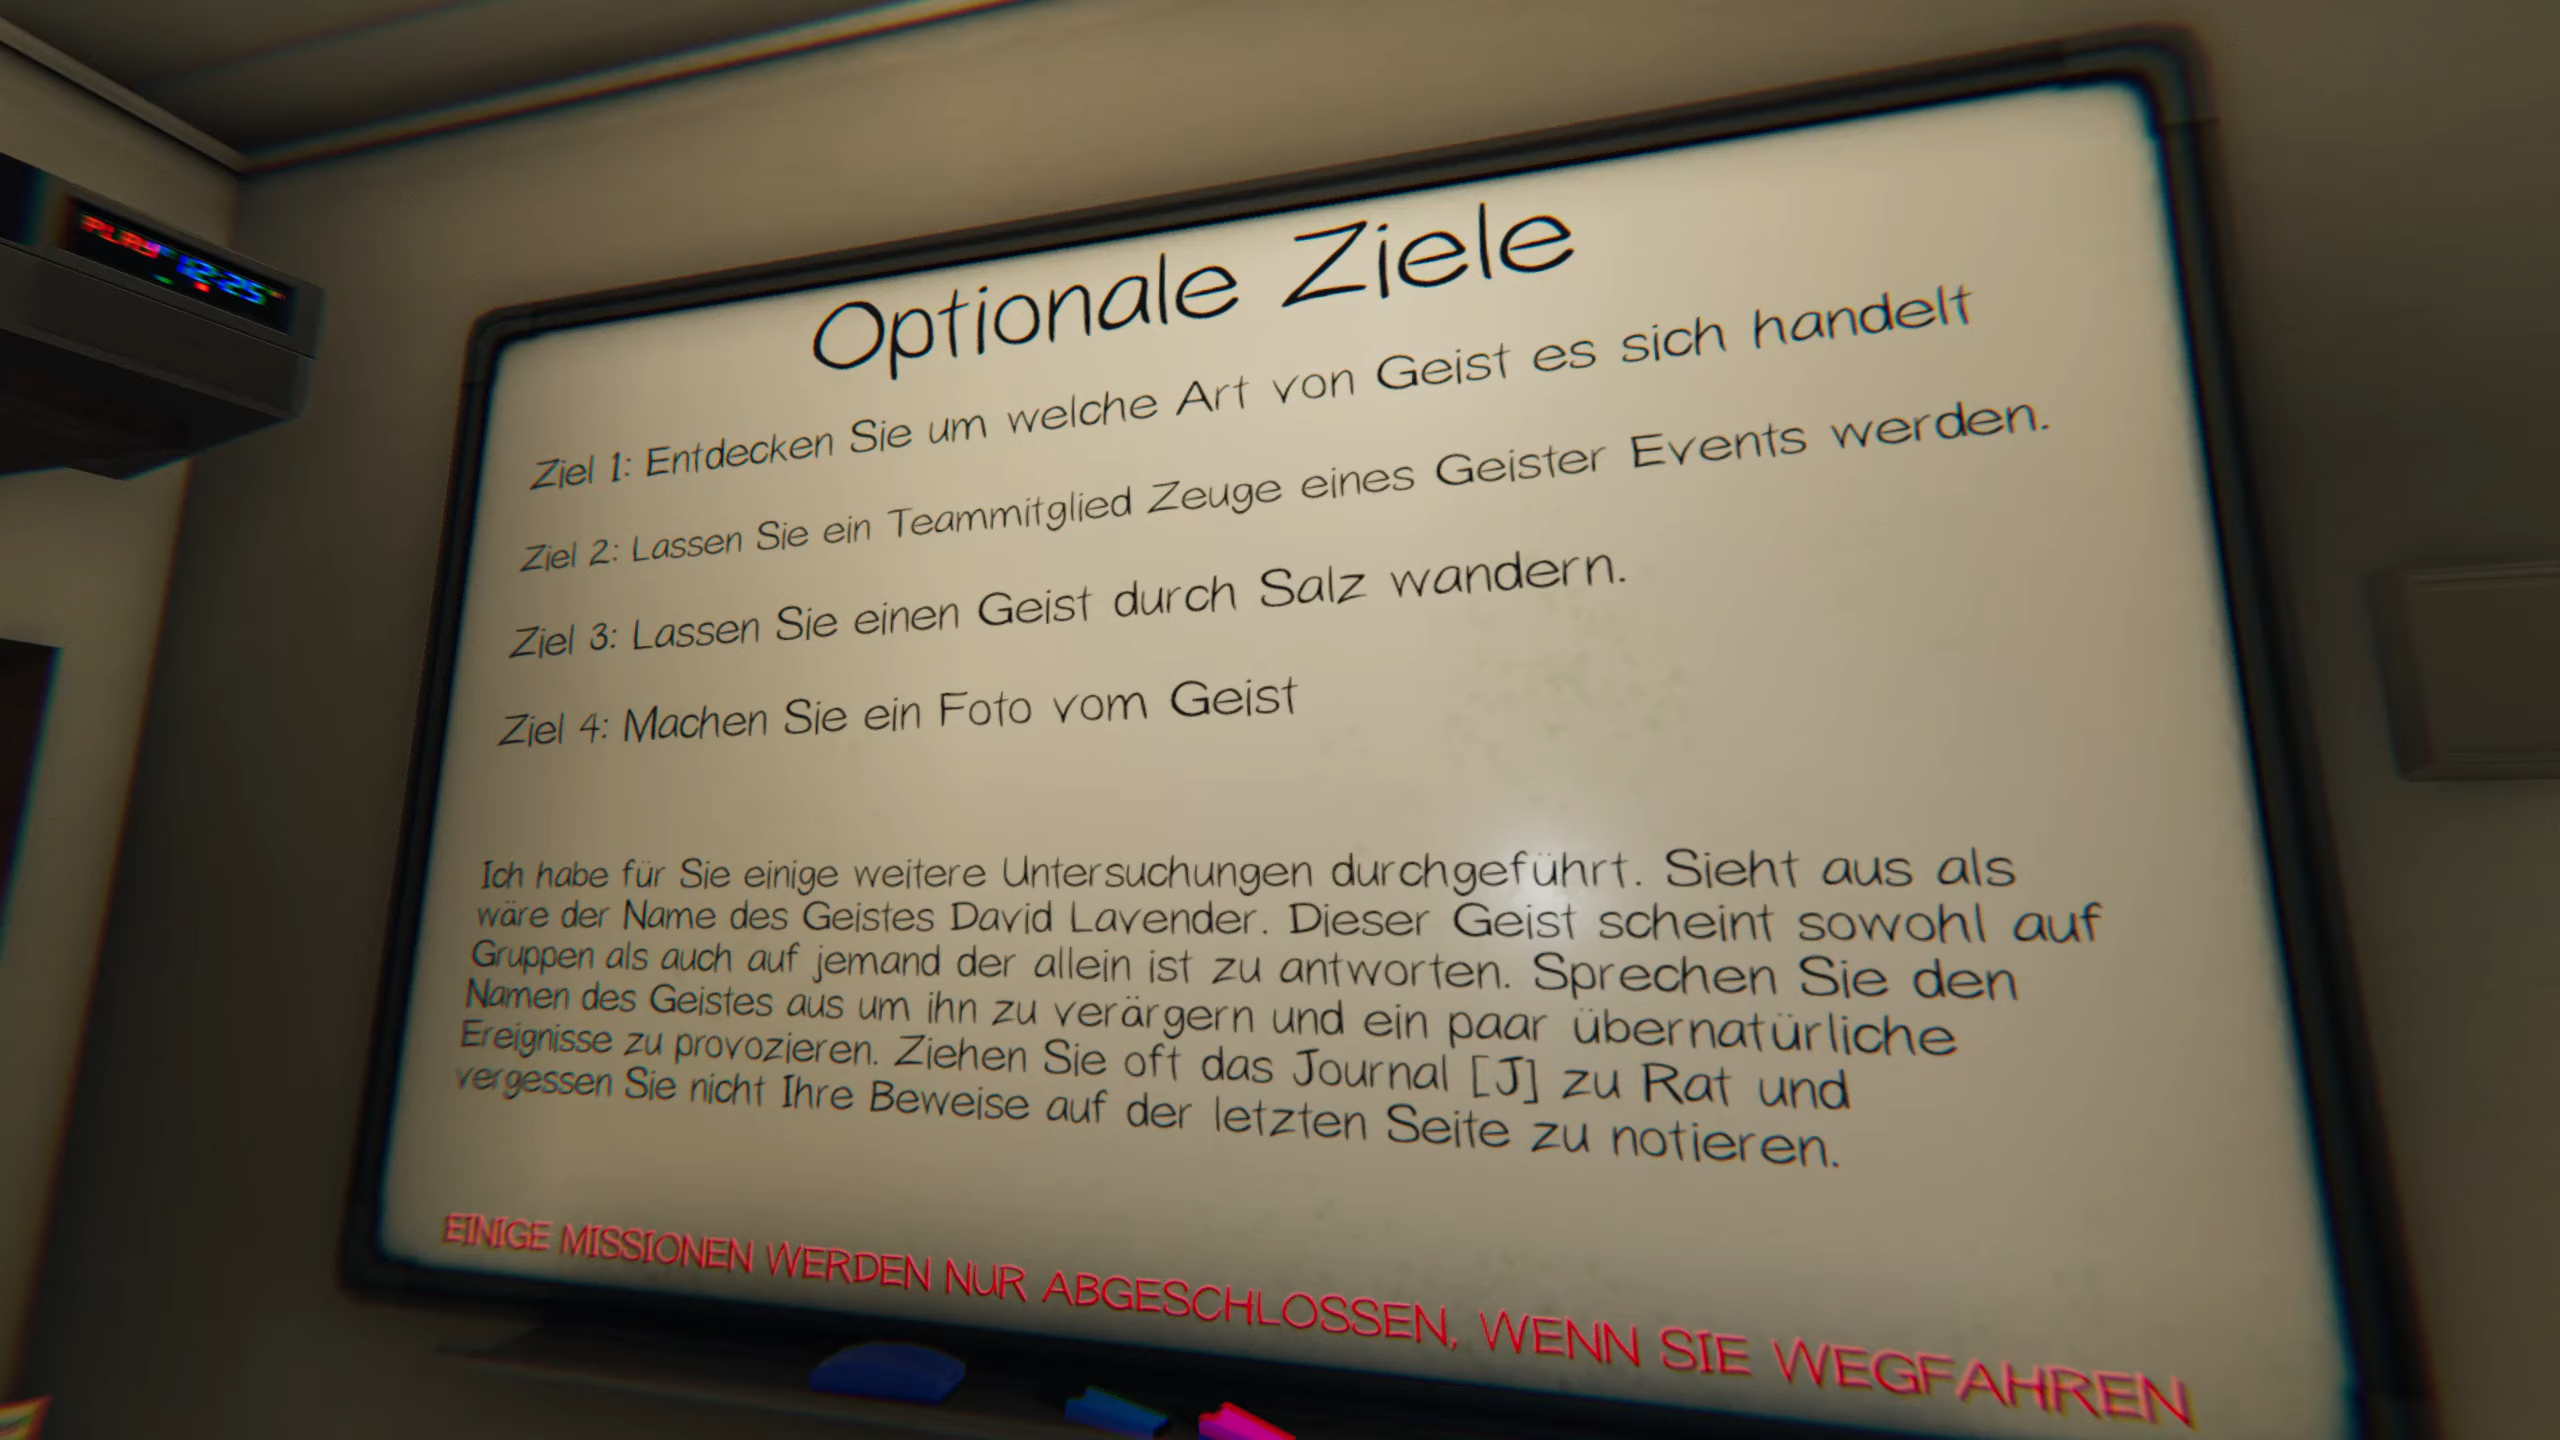 PLAY 12:25
Optionale Ziele
Ziel 1: Entdecken Sie um welche Art von Geist es sich handelt
Ziel 2: Lassen Sie ein Teammitglied Zeuge eines Geister Events werden.
Ziel 3: Lassen Sie einen Geist durch Salz wandern.
Ziel 4: Machen Sie ein Foto vom Geist
Ich habe für Sie einige weitere Untersuchungen durchgeführt. Sieht aus als
wäre der Name des Geistes David Lavender. Dieser Geist scheint sowohl auf
Gruppen als auch auf jemand der allein ist zu antworten. Sprechen Sie den
Namen des Geistes aus um ihn zu verärgern und ein paar übernatürliche
Ereignisse zu provozieren. Ziehen Sie oft das Journal [J] zu Rat und
vergessen Sie nicht Ihre Beweise auf der letzten Seite zu notieren.
EINIGE MISSIONEN WERDEN NUR ABGESCHLOSSEN, WENN SIE WEGFAHREN